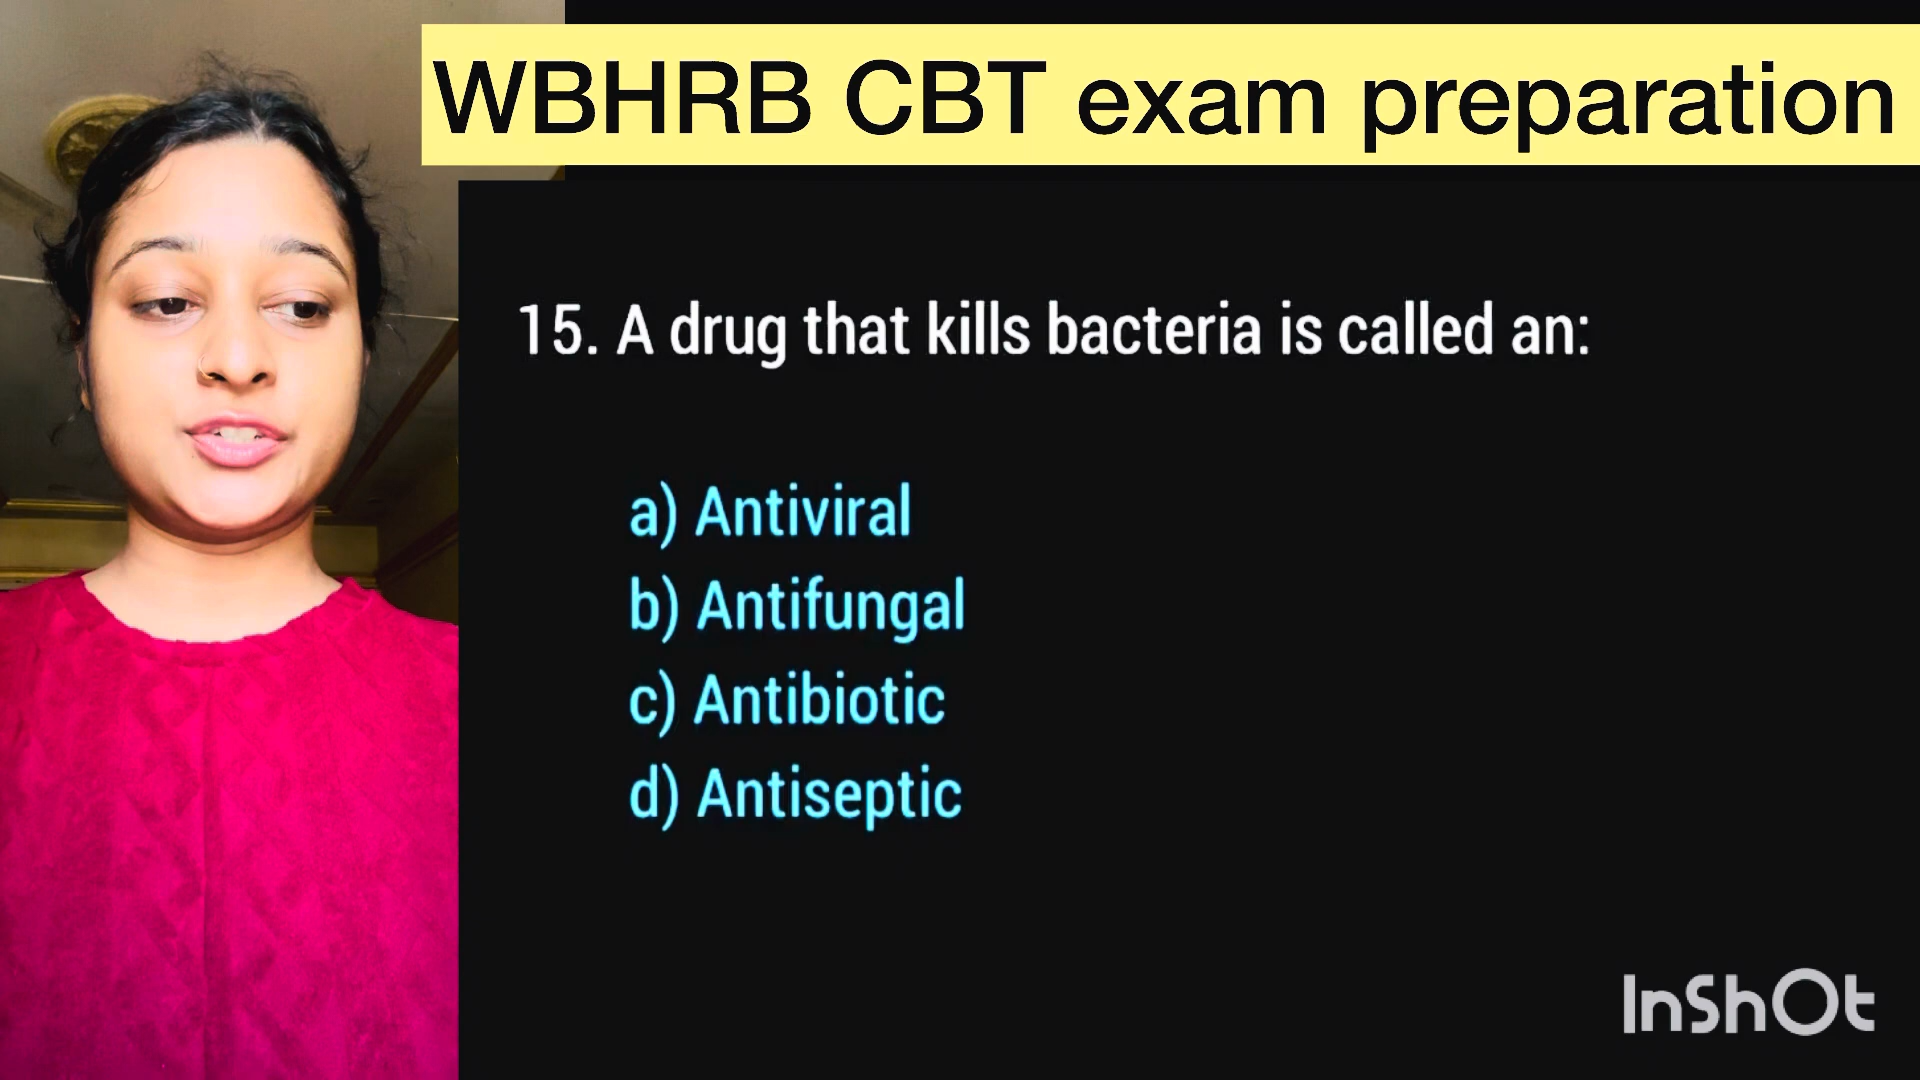 WBHRB CBT exam preparation
15. A drug that kills bacteria is called an:
a) Antiviral
b) Antifungal
c) Antibiotic
d) Antiseptic
InShOt